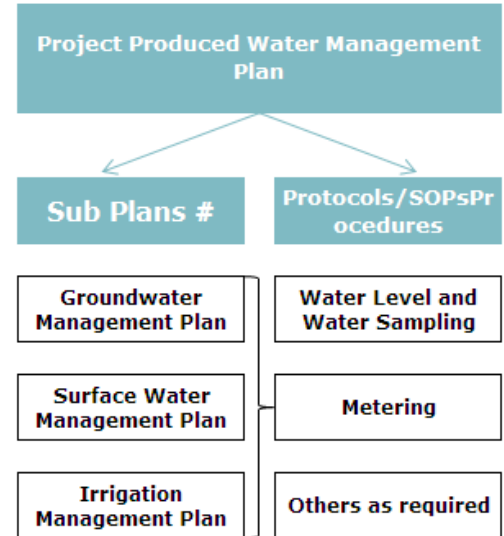 Project Produced Water Management
Plan
Sub Plans #
Protocols/SOPsPr
ocedures
Groundwater
Management Plan
Water Level and
Water Sampling
Surface Water
Management Plan
Metering
Irrigation
Management Plan
Others as required